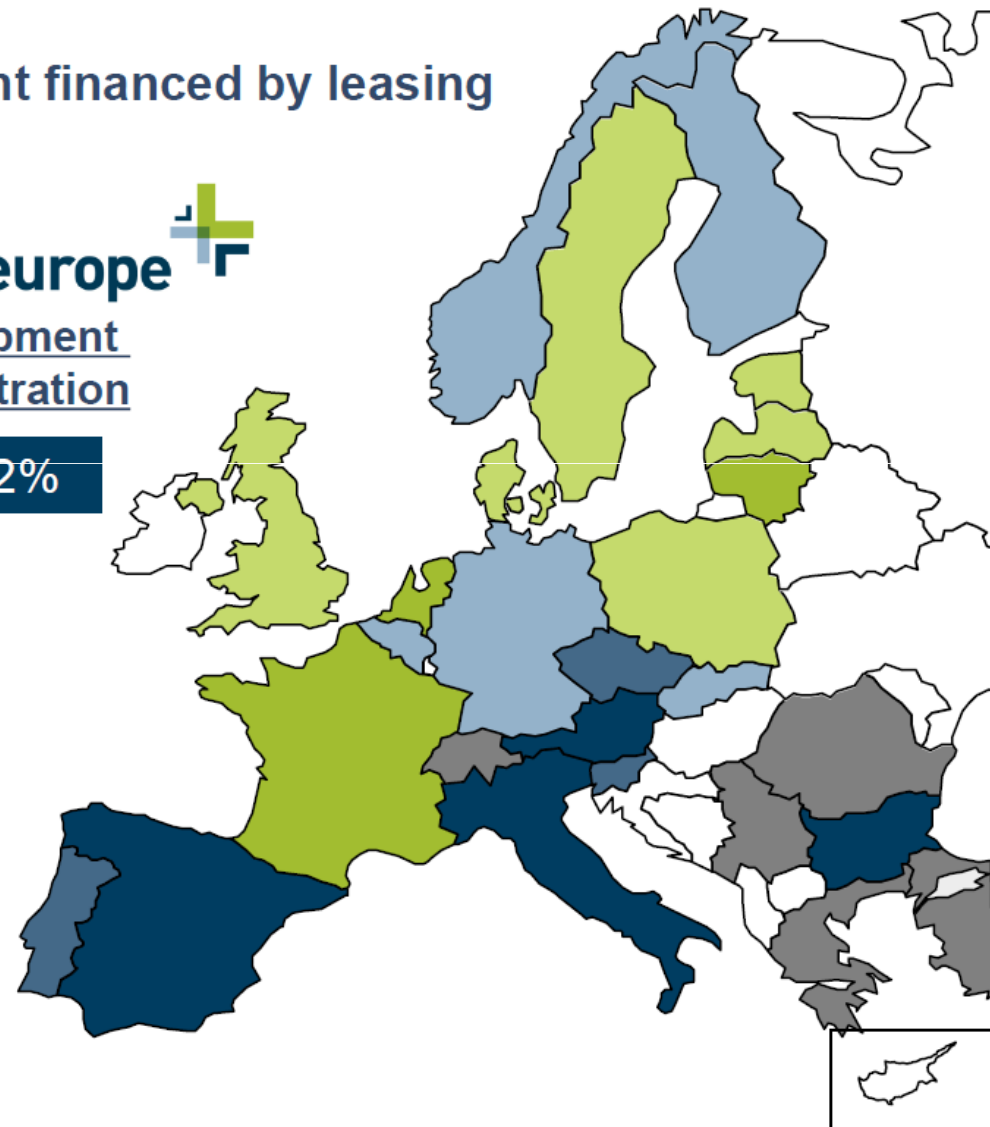 nt financed by leasing
europe
pment
tration
2%